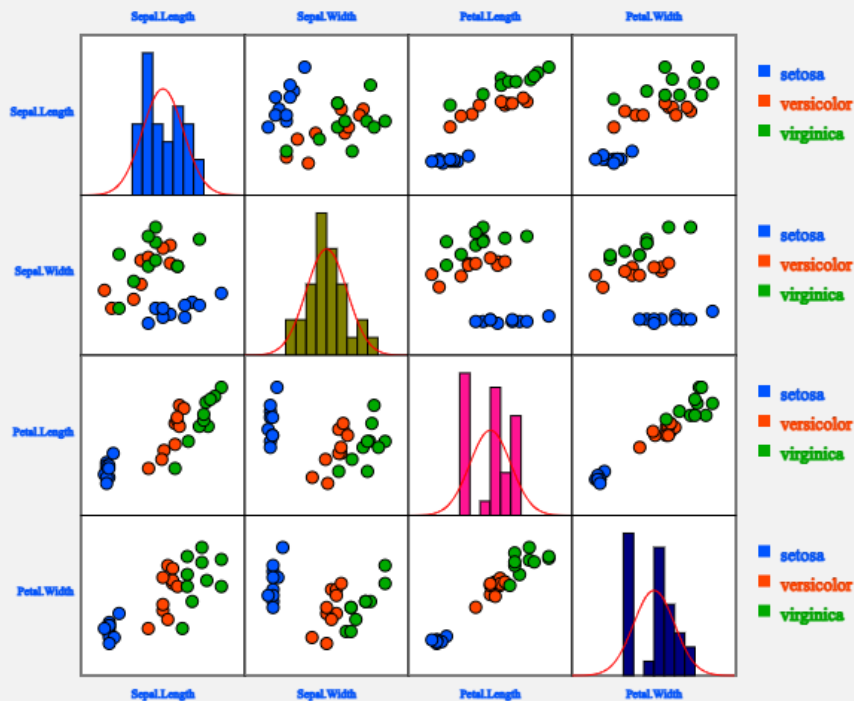 Sepal.Length Sepal.Width Petal.Length Petal.Width
Sepal.Length
setosa
versicolor
virginica
Sepal.Width
setosa
versicolor
virginica
Petal.Length
setosa
versicolor
virginica
Petal.Width
setosa
versicolor
virginica
Sepal.Length Sepal.Width Petal.Length Petal.Width